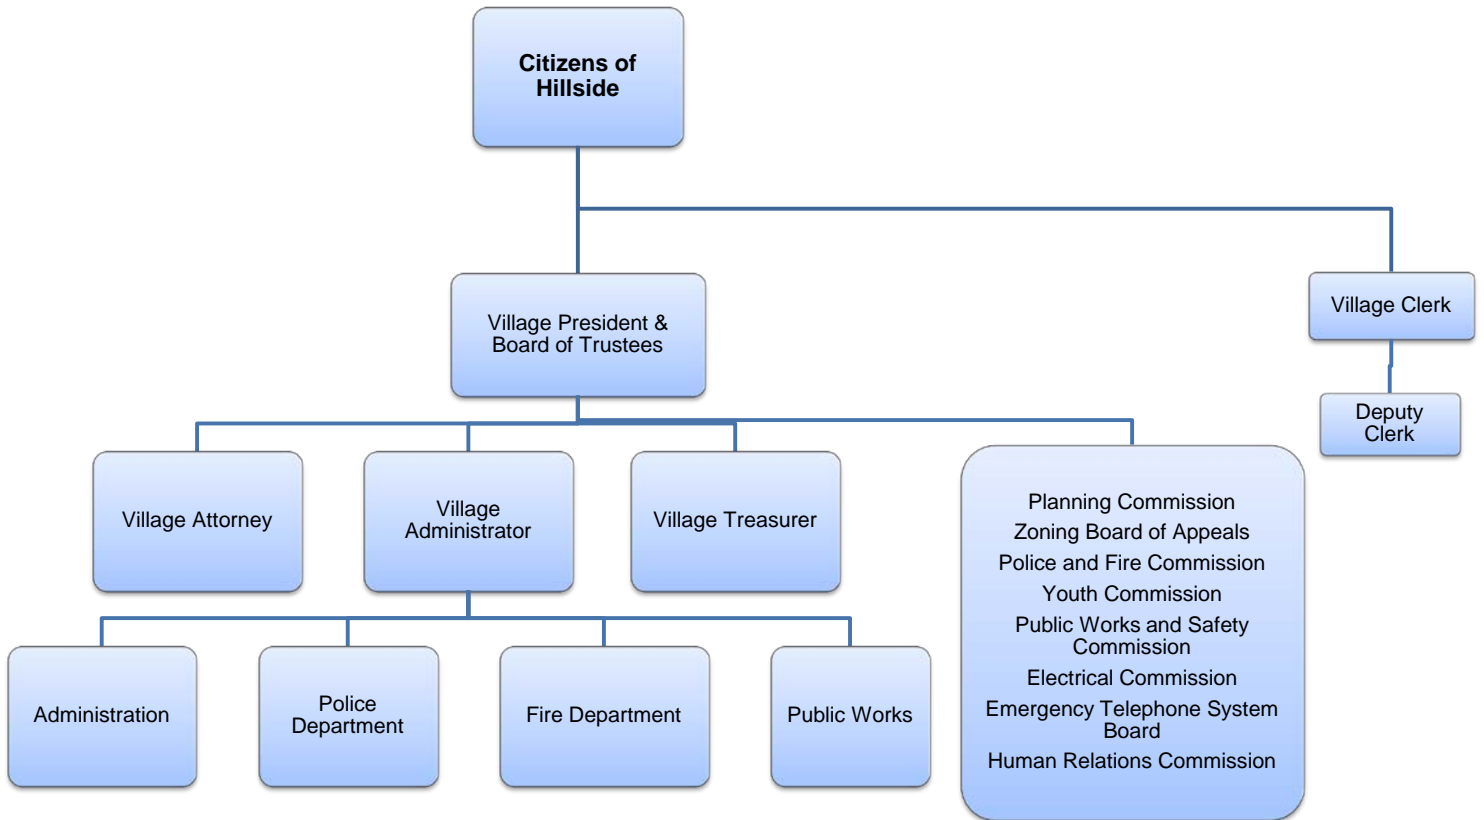 Citizens of
Hillside
Village President &
Board of Trustees
Village Clerk
Deputy
Clerk
Village Attorney
Village
Administrator
Village Treasurer
Planning Commission
Zoning Board of Appeals
Police and Fire Commission
Youth Commission
Public Works and Safety
Commission
Electrical Commission
Emergency Telephone System
Board
Human Relations Commission
Administration
Police
Department
Fire Department
Public Works